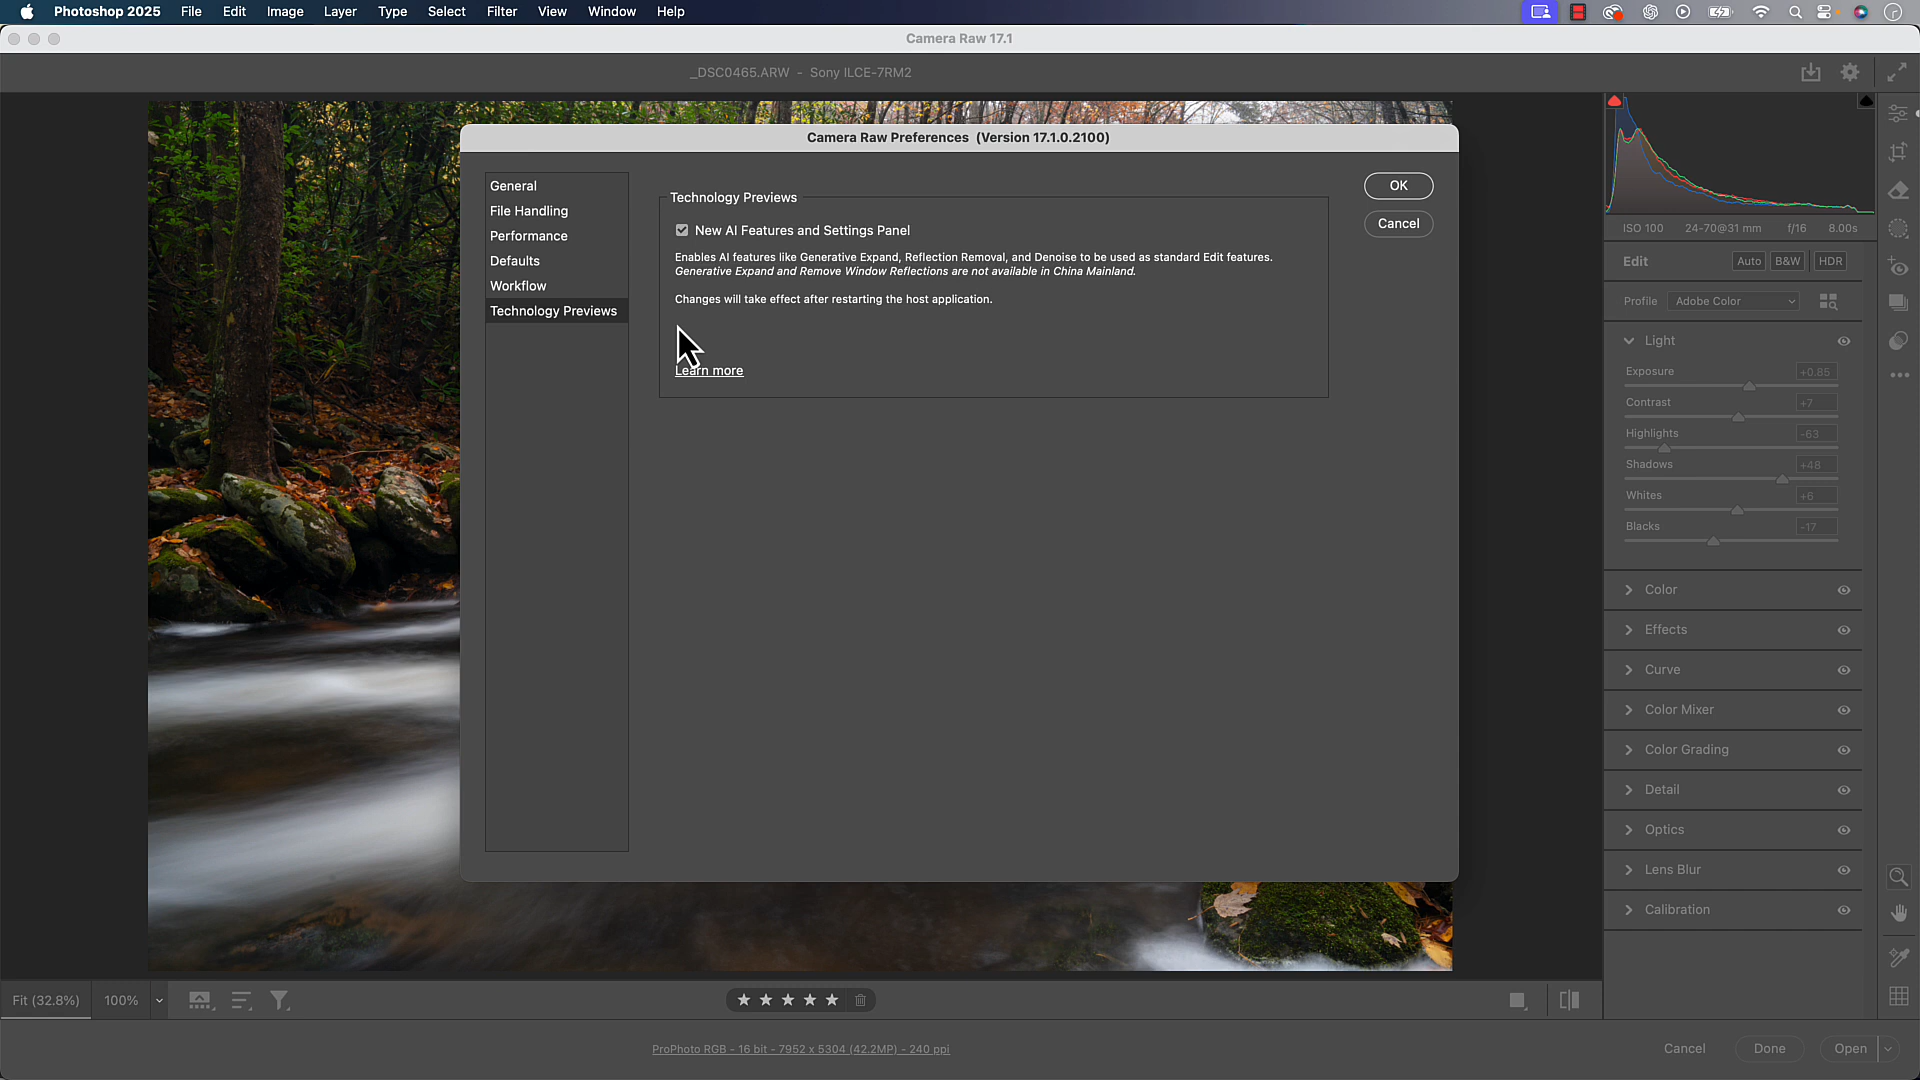 Photoshop 2025 File Edit Image Layer Type Select Filter View Window Help
Camera Raw 17.1
_DSC0465.ARW - Sony ILCE-7RM2
Camera Raw Preferences (Version 17.1.0.2100)
General
File Handling
Performance
Defaults
Workflow
Technology Previews
Technology Previews
New AI Features and Settings Panel
Enables AI features like Generative Expand, Reflection Removal, and Denoise to be used as standard Edit features.
Generative Expand and Remove Window Reflections are not available in China Mainland.
Changes will take effect after restarting the host application.
Learn more
OK
Cancel
ISO 100 24-70@31 mm f/16 8.00s
Edit Auto B&W HDR
Profile Adobe Color
Light
Exposure +0.85
Contrast +7
Highlights -63
Shadows +48
Whites +6
Blacks -17
Color
Effects
Curve
Color Mixer
Color Grading
Detail
Optics
Lens Blur
Calibration
Fit (32.8%) 100%
ProPhoto RGB - 16 bit - 7952 x 5304 (42.2MP) - 240 ppi
Cancel Done Open